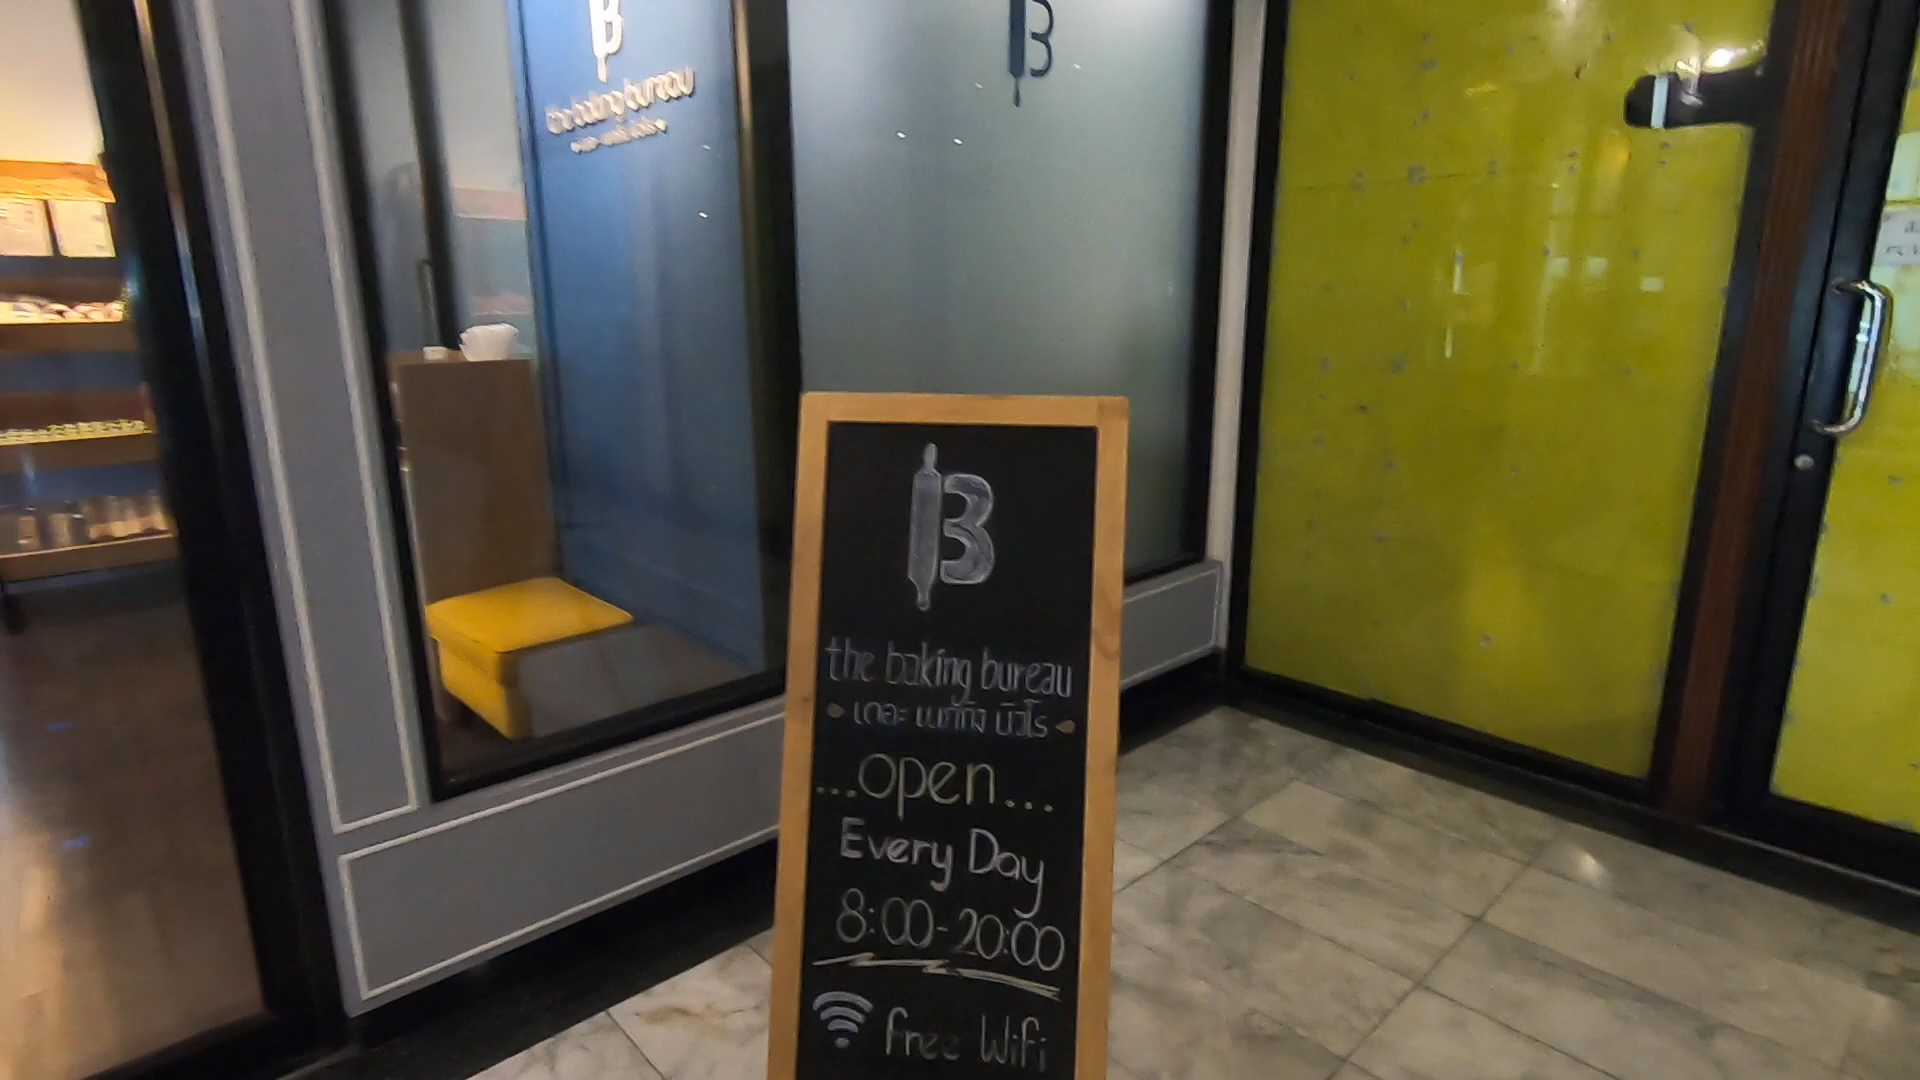 the baking bureau
B
the baking bureau
เดอะ เบกกิ้ง บิวโร
...open...
Every Day
8:00-20:00
free Wifi